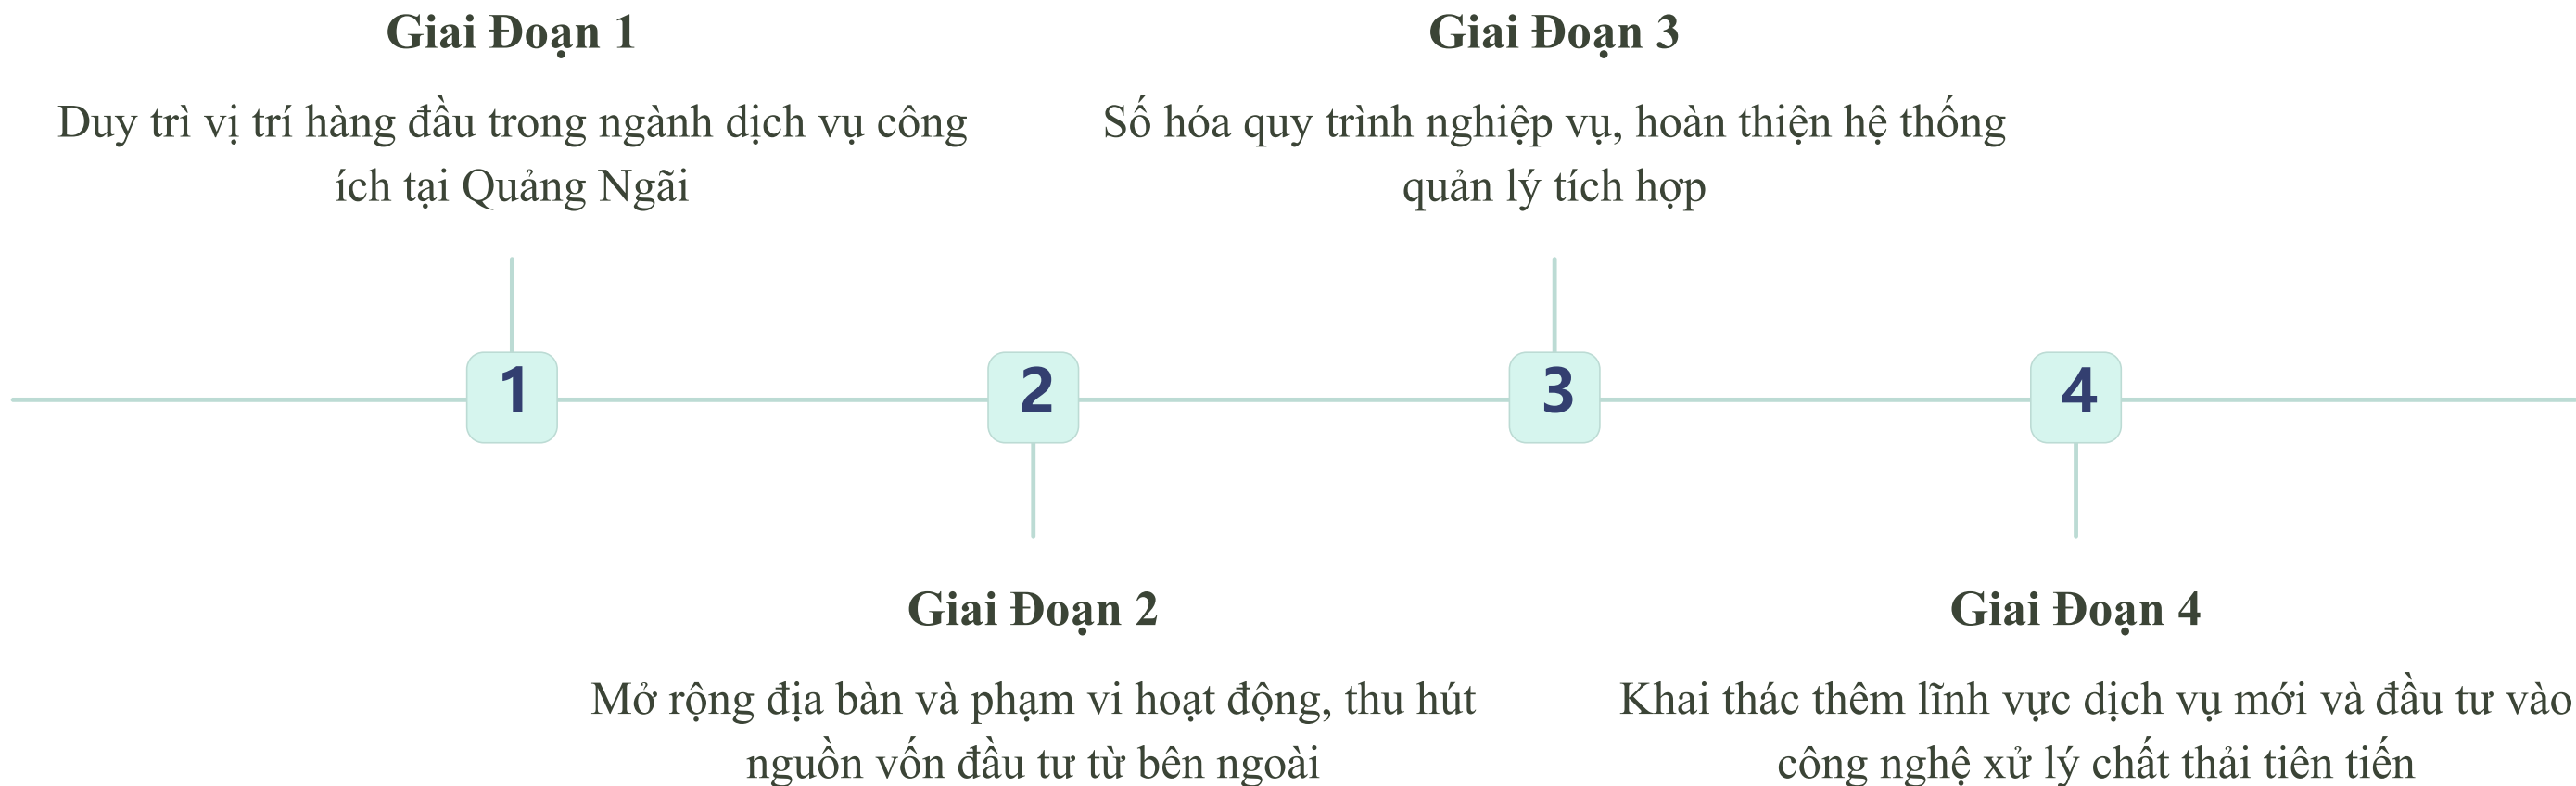 Giai Đoạn 1
Duy trì vị trí hàng đầu trong ngành dịch vụ công
ích tại Quảng Ngãi
Giai Đoạn 3
Số hóa quy trình nghiệp vụ, hoàn thiện hệ thống
quản lý tích hợp
1
2
3
4
Giai Đoạn 2
Mở rộng địa bàn và phạm vi hoạt động, thu hút
nguồn vốn đầu tư từ bên ngoài
Giai Đoạn 4
Khai thác thêm lĩnh vực dịch vụ mới và đầu tư vào
công nghệ xử lý chất thải tiên tiến